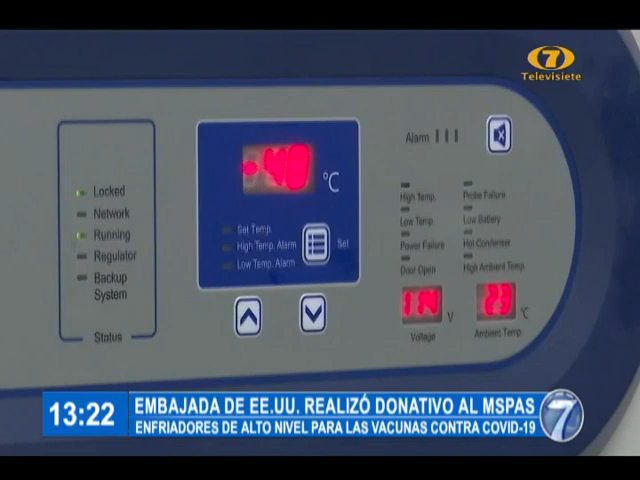 7
Televisiete
Alarm
-40 °C
Locked
Network
Running
Regulator
Backup System
Status
Set Temp.
High Temp. Alarm
Low Temp. Alarm
Set
High Temp.
Low Temp.
Power Failure
Door Open
Probe Failure
Low Battery
Hot Condenser
High Ambient Temp.
V
Voltage
23 °C
Ambient Temp.
13:22
EMBAJADA DE EE.UU. REALIZÓ DONATIVO AL MSPAS
ENFRIADORES DE ALTO NIVEL PARA LAS VACUNAS CONTRA COVID-19
7